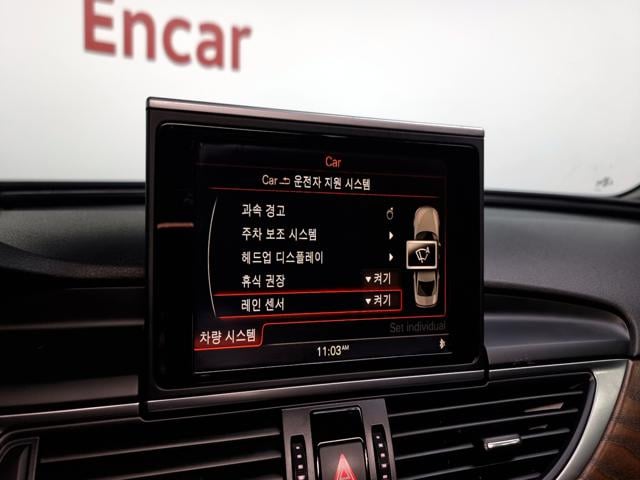 Encar
Car
Car 운전자 지원 시스템
과속 경고
주차 보조 시스템
헤드업 디스플레이
휴식 권장 켜기
레인 센서 켜기
차량 시스템
Set individual
11:03 AM